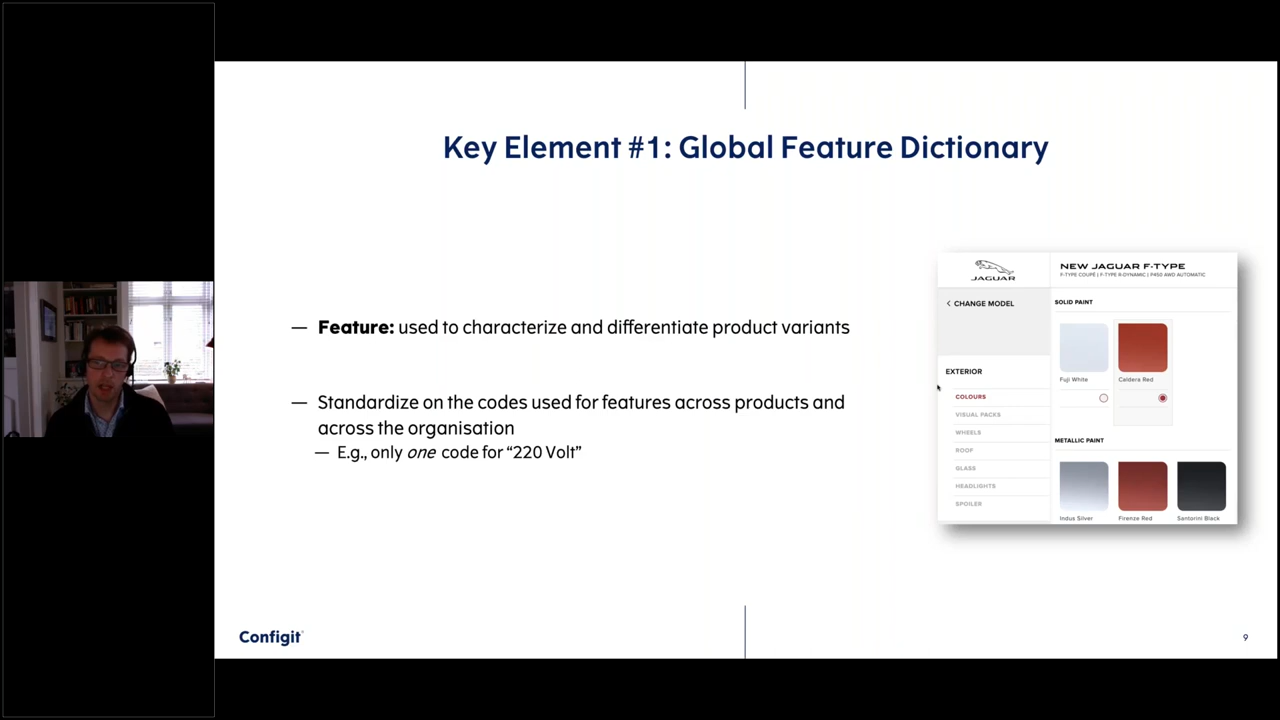 Key Element #1: Global Feature Dictionary
— Feature: used to characterize and differentiate product variants
— Standardize on the codes used for features across products and
across the organisation
— E.g., only one code for “220 Volt”
JAGUAR
NEW JAGUAR F-TYPE
F-TYPE COUPÉ | F-TYPE R-DYNAMIC | P450 AWD AUTOMATIC
< CHANGE MODEL
SOLID PAINT
Fuji White
Caldera Red
EXTERIOR
COLOURS
VISUAL PACKS
WHEELS
ROOF
GLASS
HEADLIGHTS
SPOILER
METALLIC PAINT
Indus Silver
Firenze Red
Santorini Black
Configit
9